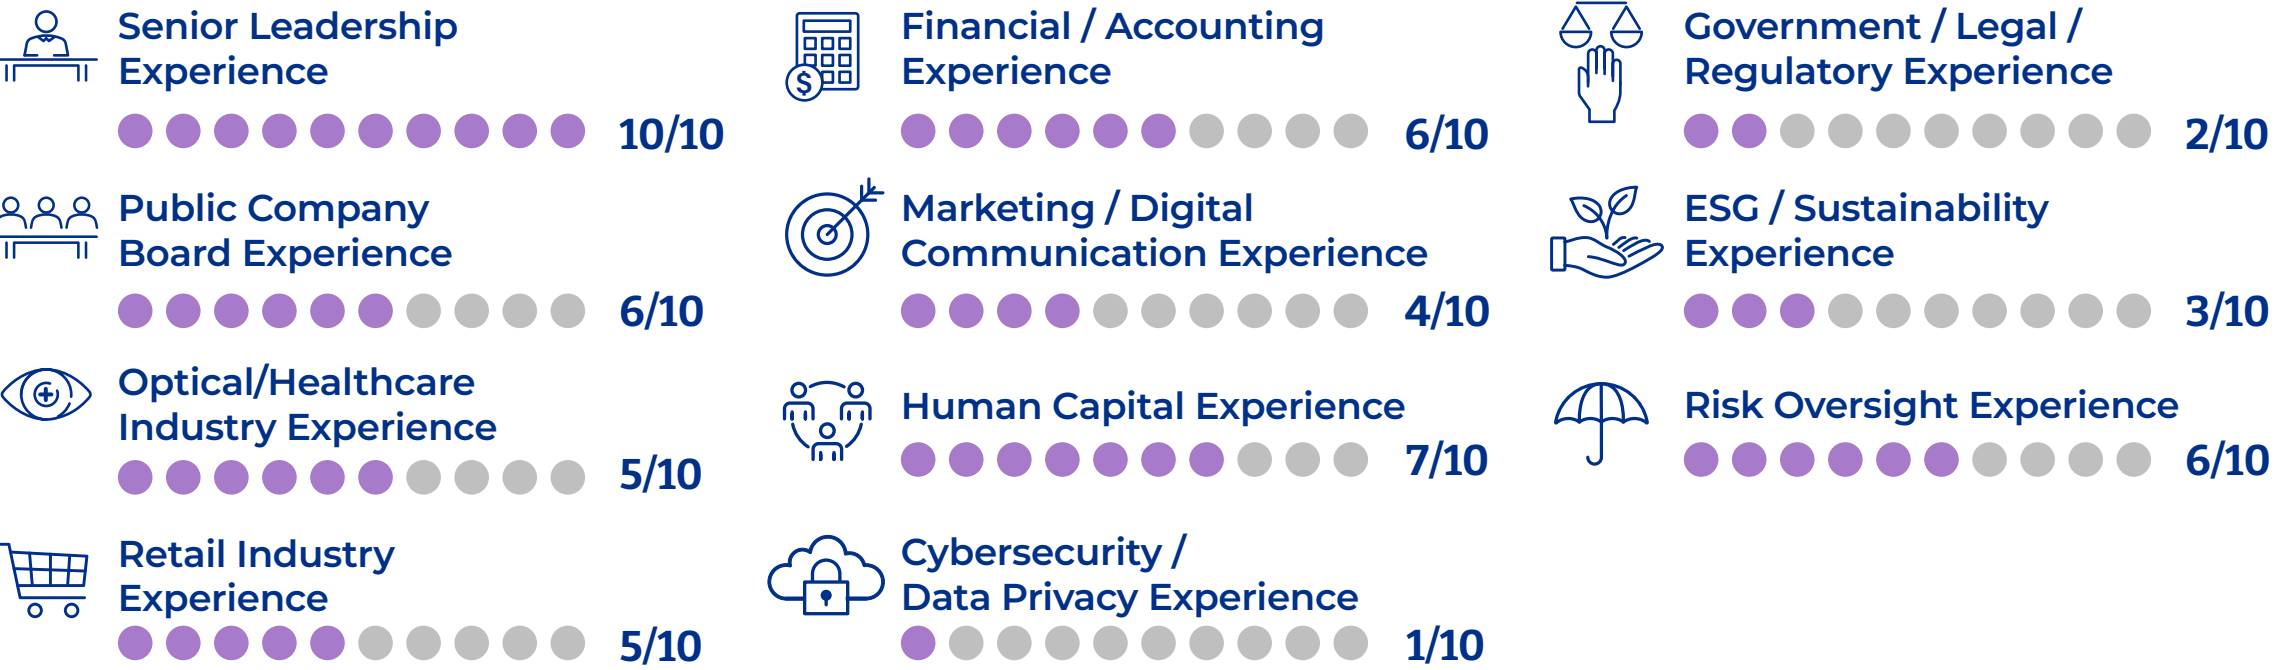 Senior Leadership
Experience
10/10
Public Company
Board Experience
6/10
Optical/Healthcare
Industry Experience
5/10
Retail Industry
Experience
5/10
Financial / Accounting
Experience
$
6/10
Marketing / Digital
Communication Experience
4/10
Human Capital Experience
7/10
Cybersecurity /
Data Privacy Experience
1/10
Government / Legal /
Regulatory Experience
2/10
ESG / Sustainability
Experience
3/10
Risk Oversight Experience
6/10